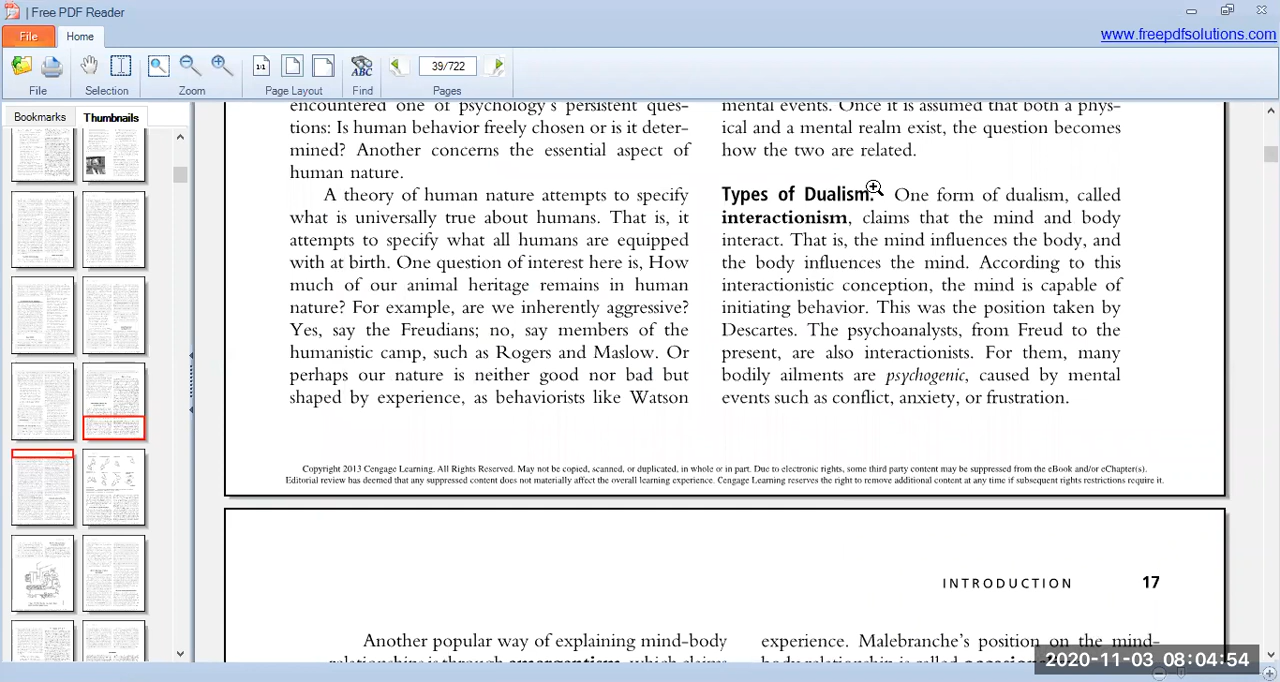 | Free PDF Reader
File
Home
www.freepdfsolutions.com
1:1
ABC
39/722
File
Selection
Zoom
Page Layout
Find
Pages
Bookmarks
Thumbnails
encountered one of psychology's persistent ques-
tions. Is human behavior freely chosen or is it deter-
mined? Another concerns the essential aspect of
human nature.
A theory of human nature attempts to specify
what is universally true about humans. That is, it
attempts to specify what all humans are equipped
with at birth. One question of interest here is, How
much of our animal heritage remains in human
nature? For example, are we inherently aggressive?
Yes, say the Freudians; no, say members of the
humanistic camp, such as Rogers and Maslow. Or
perhaps our nature is neither good nor bad but
shaped by experience, as behaviorists like Watson
mental events. Once it is assumed that both a phys-
ical and a mental realm exist, the question becomes
how the two are related.
Types of Dualism. One form of dualism, called
interactionism, claims that the mind and body
interact. That is, the mind influences the body, and
the body influences the mind. According to this
interactionistic conception, the mind is capable of
initiating behavior. This was the position taken by
Descartes. The psychoanalysts, from Freud to the
present, are also interactionists. For them, many
bodily ailments are psychogenic, caused by mental
events such as conflict, anxiety, or frustration.
Copyright 2013 Cengage Learning. All Rights Reserved. May not be copied, scanned, or duplicated, in whole or in part. Due to electronic rights, some third party content may be suppressed from the eBook and/or eChapter(s).
Editorial review has deemed that any suppressed content does not materially affect the overall learning experience. Cengage Learning reserves the right to remove additional content at any time if subsequent rights restrictions require it.
INTRODUCTION 17
Another popular way of explaining mind-body
relationships is through emergentism, which claims
experience. Malebranche's position on the mind-
body relationship is called
2020-11-03 08:04:54